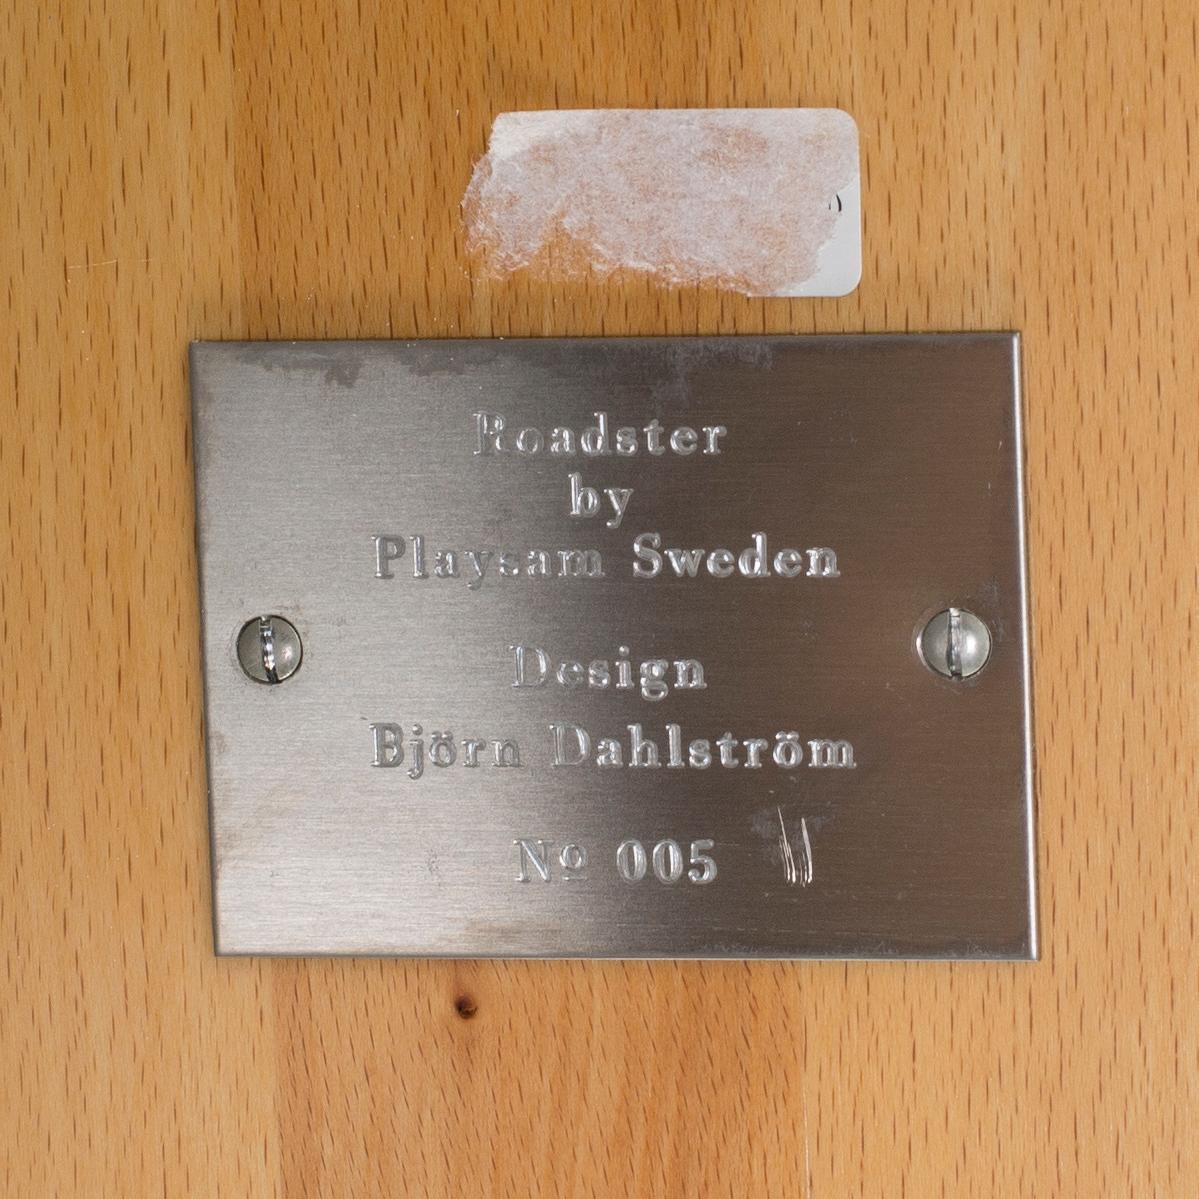 Roadster
by
Playsam Sweden
Design
Björn Dahlström
Nº 005